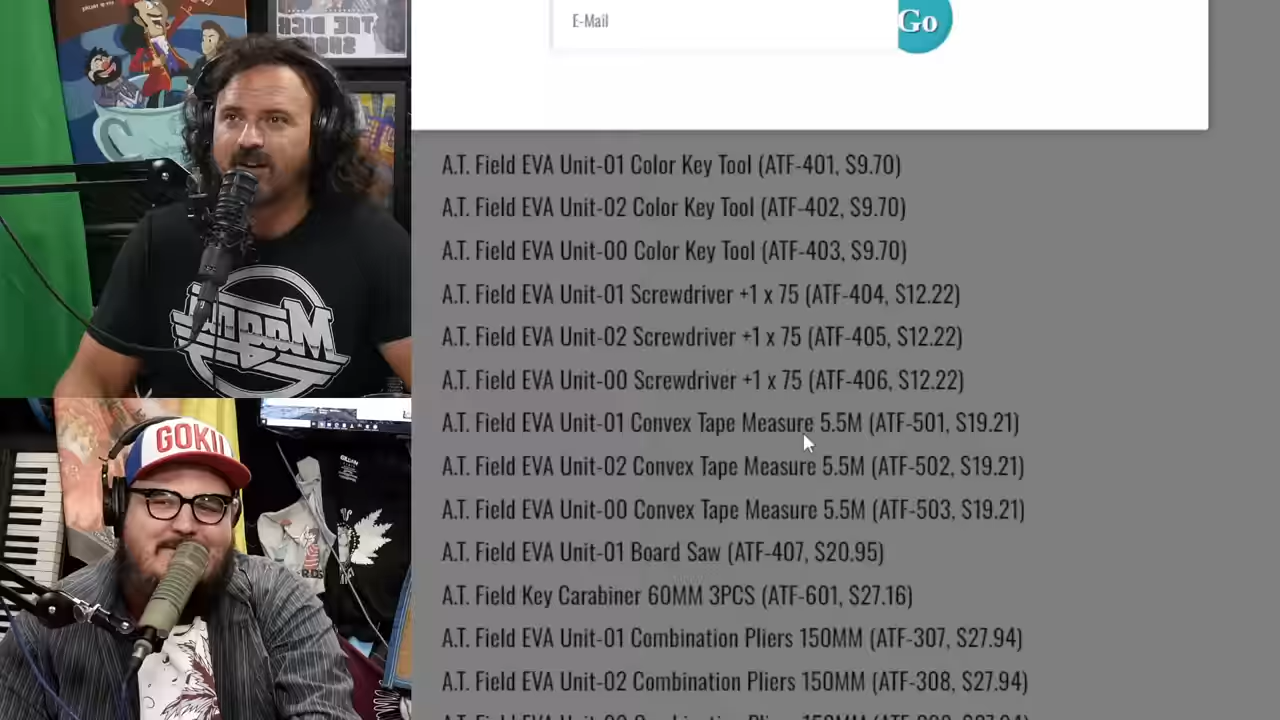 THE DICK
SHOW
Maappa
GOKU
E-Mail
Go
A.T. Field EVA Unit-01 Color Key Tool (ATF-401, $9.70)
A.T. Field EVA Unit-02 Color Key Tool (ATF-402, $9.70)
A.T. Field EVA Unit-00 Color Key Tool (ATF-403, $9.70)
A.T. Field EVA Unit-01 Screwdriver +1 x 75 (ATF-404, $12.22)
A.T. Field EVA Unit-02 Screwdriver +1 x 75 (ATF-405, $12.22)
A.T. Field EVA Unit-00 Screwdriver +1 x 75 (ATF-406, $12.22)
A.T. Field EVA Unit-01 Convex Tape Measure 5.5M (ATF-501, $19.21)
A.T. Field EVA Unit-02 Convex Tape Measure 5.5M (ATF-502, $19.21)
A.T. Field EVA Unit-00 Convex Tape Measure 5.5M (ATF-503, $19.21)
A.T. Field EVA Unit-01 Board Saw (ATF-407, $20.95)
A.T. Field Key Carabiner 60MM 3PCS (ATF-601, $27.16)
A.T. Field EVA Unit-01 Combination Pliers 150MM (ATF-307, $27.94)
A.T. Field EVA Unit-02 Combination Pliers 150MM (ATF-308, $27.94)